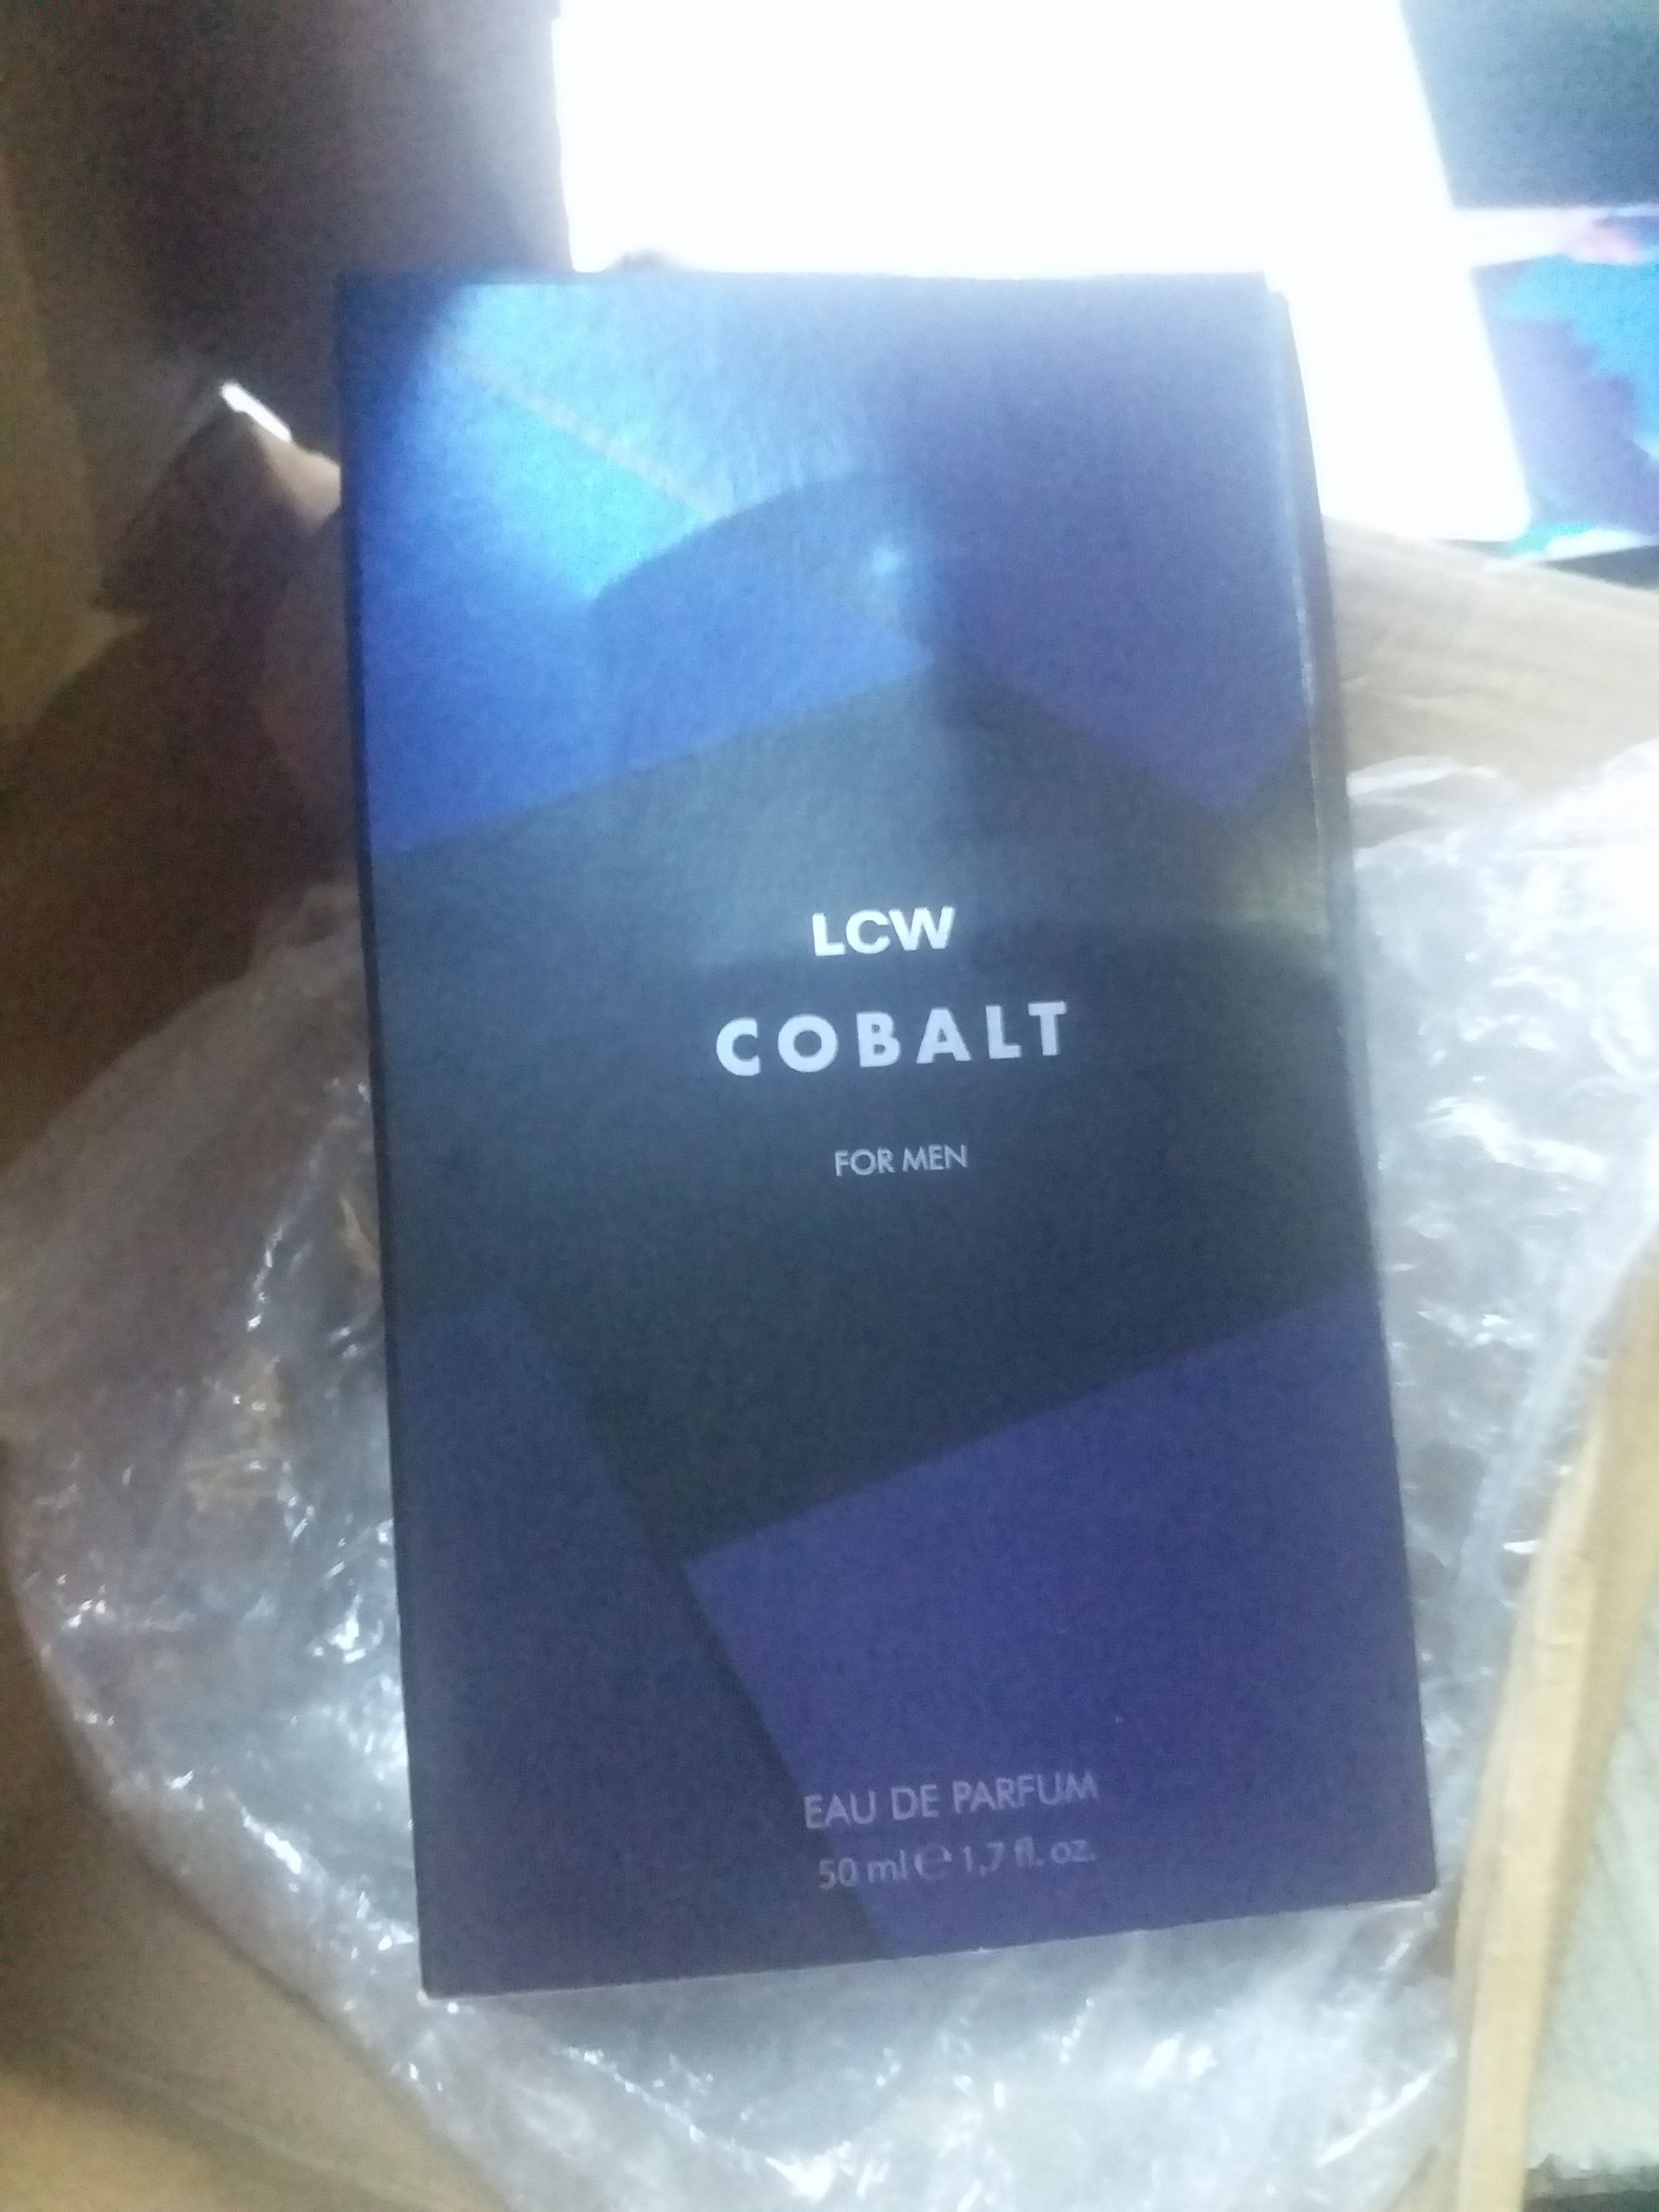 LCW
COBALT
FOR MEN
EAU DE PARFUM
50 ml ℮ 1,7 fl. oz.